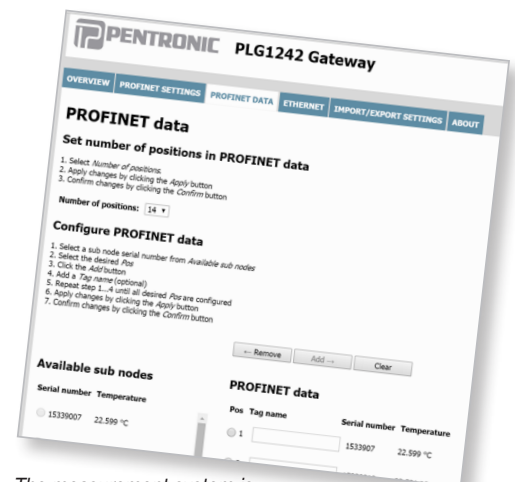 PENTRONIC PLG1242 Gateway
OVERVIEW PROFINET SETTINGS PROFINET DATA ETHERNET IMPORT/EXPORT SETTINGS ABOUT
PROFINET data
Set number of positions in PROFINET data
1. Select Number of positions.
2. Apply changes by clicking the Apply button
3. Confirm changes by clicking the Confirm button
Number of positions: 14
Configure PROFINET data
1. Select a sub node serial number from Available sub nodes
2. Select the desired Pos
3. Click the Add button
4. Add a Tag name (optional)
5. Repeat step 1...4 until all desired Pos are configured
6. Apply changes by clicking the Apply button
7. Confirm changes by clicking the Confirm button
← Remove Add → Clear
Available sub nodes
Serial number Temperature
15339907 22.599 °C
PROFINET data
Pos Tag name Serial number Temperature
1 1533907 22.599 °C
The measurement system is